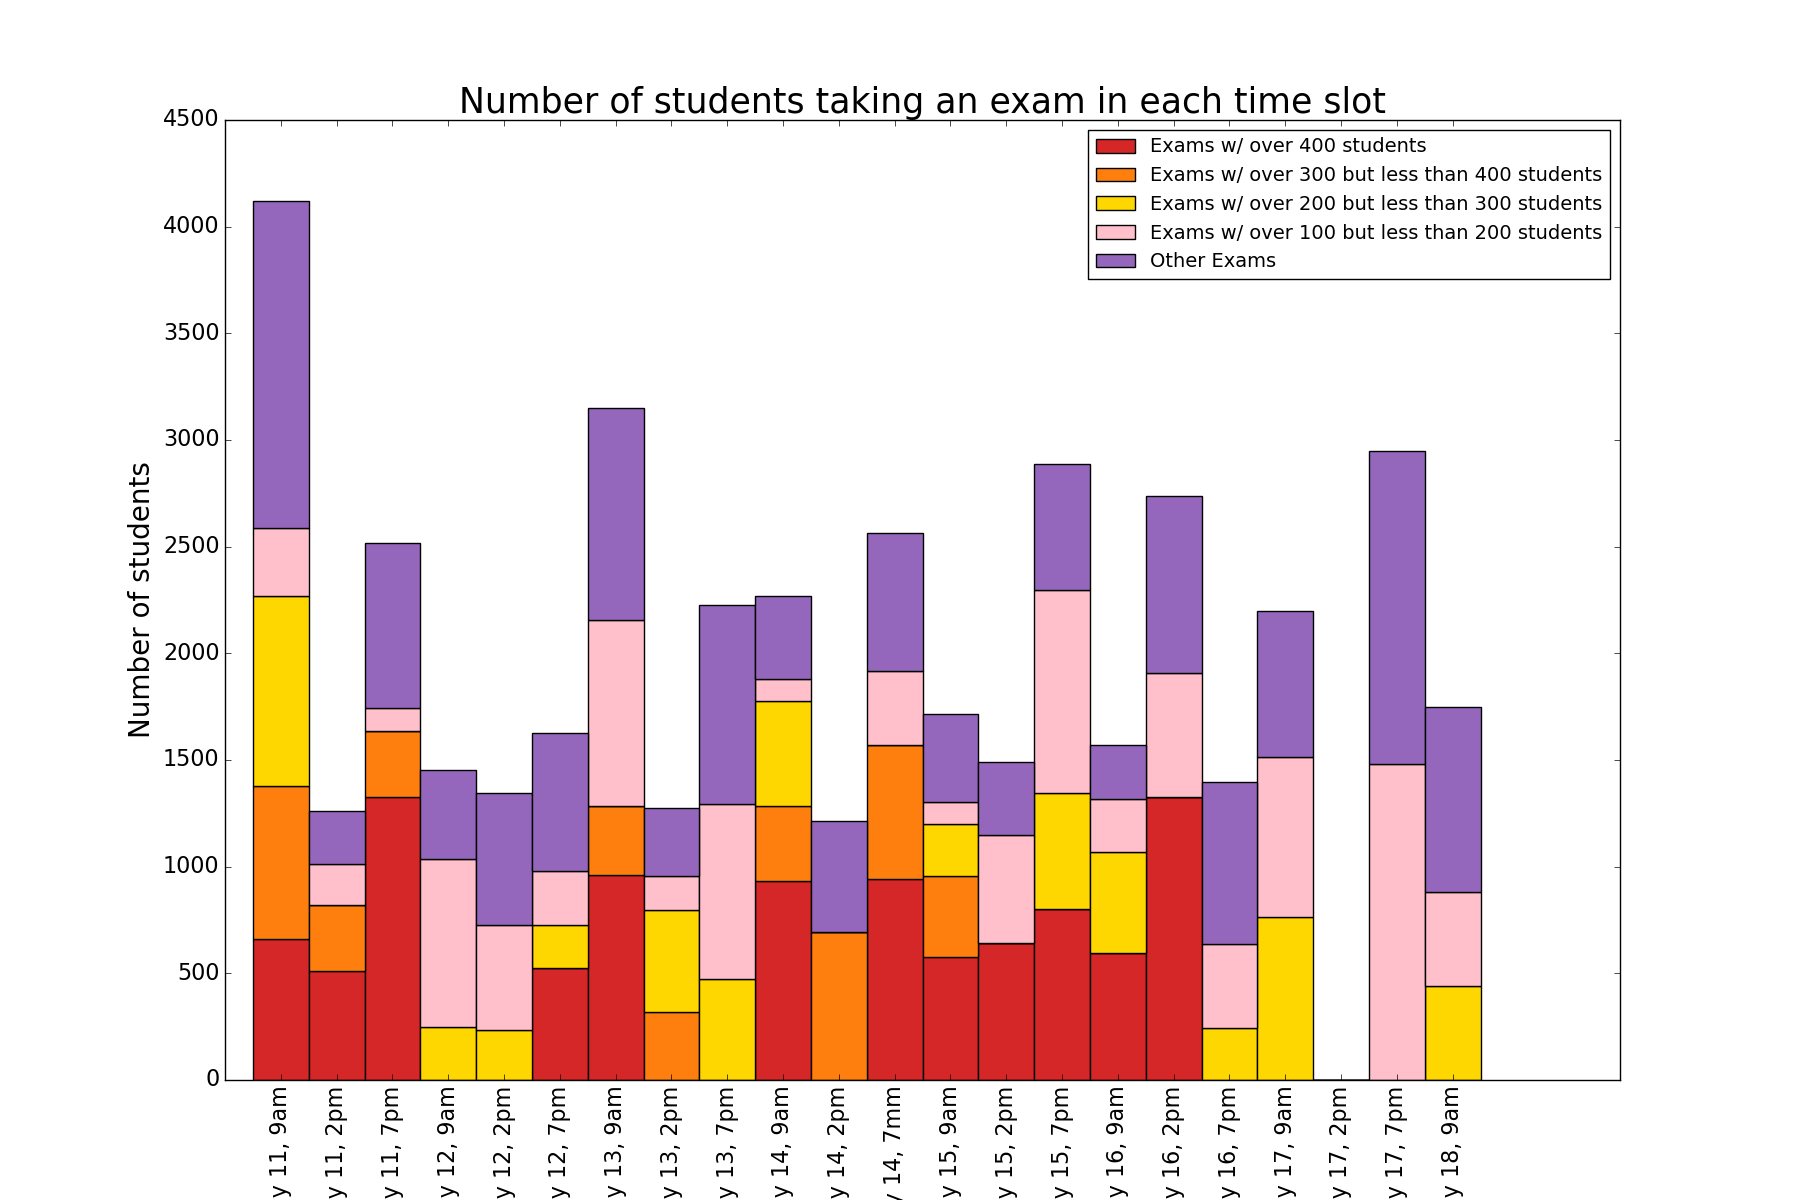 Number of students taking an exam in each time slot
Exams w/ over 400 students
Exams w/ over 300 but less than 400 students
Exams w/ over 200 but less than 300 students
Exams w/ over 100 but less than 200 students
Other Exams
Number of students
4500
4000
3500
3000
2500
2000
1500
1000
500
0
y 11, 9am
y 11, 2pm
y 11, 7pm
y 12, 9am
y 12, 2pm
y 12, 7pm
y 13, 9am
y 13, 2pm
y 13, 7pm
y 14, 9am
y 14, 2pm
y 14, 7mm
y 15, 9am
y 15, 2pm
y 15, 7pm
y 16, 9am
y 16, 2pm
y 16, 7pm
y 17, 9am
y 17, 2pm
y 17, 7pm
y 18, 9am